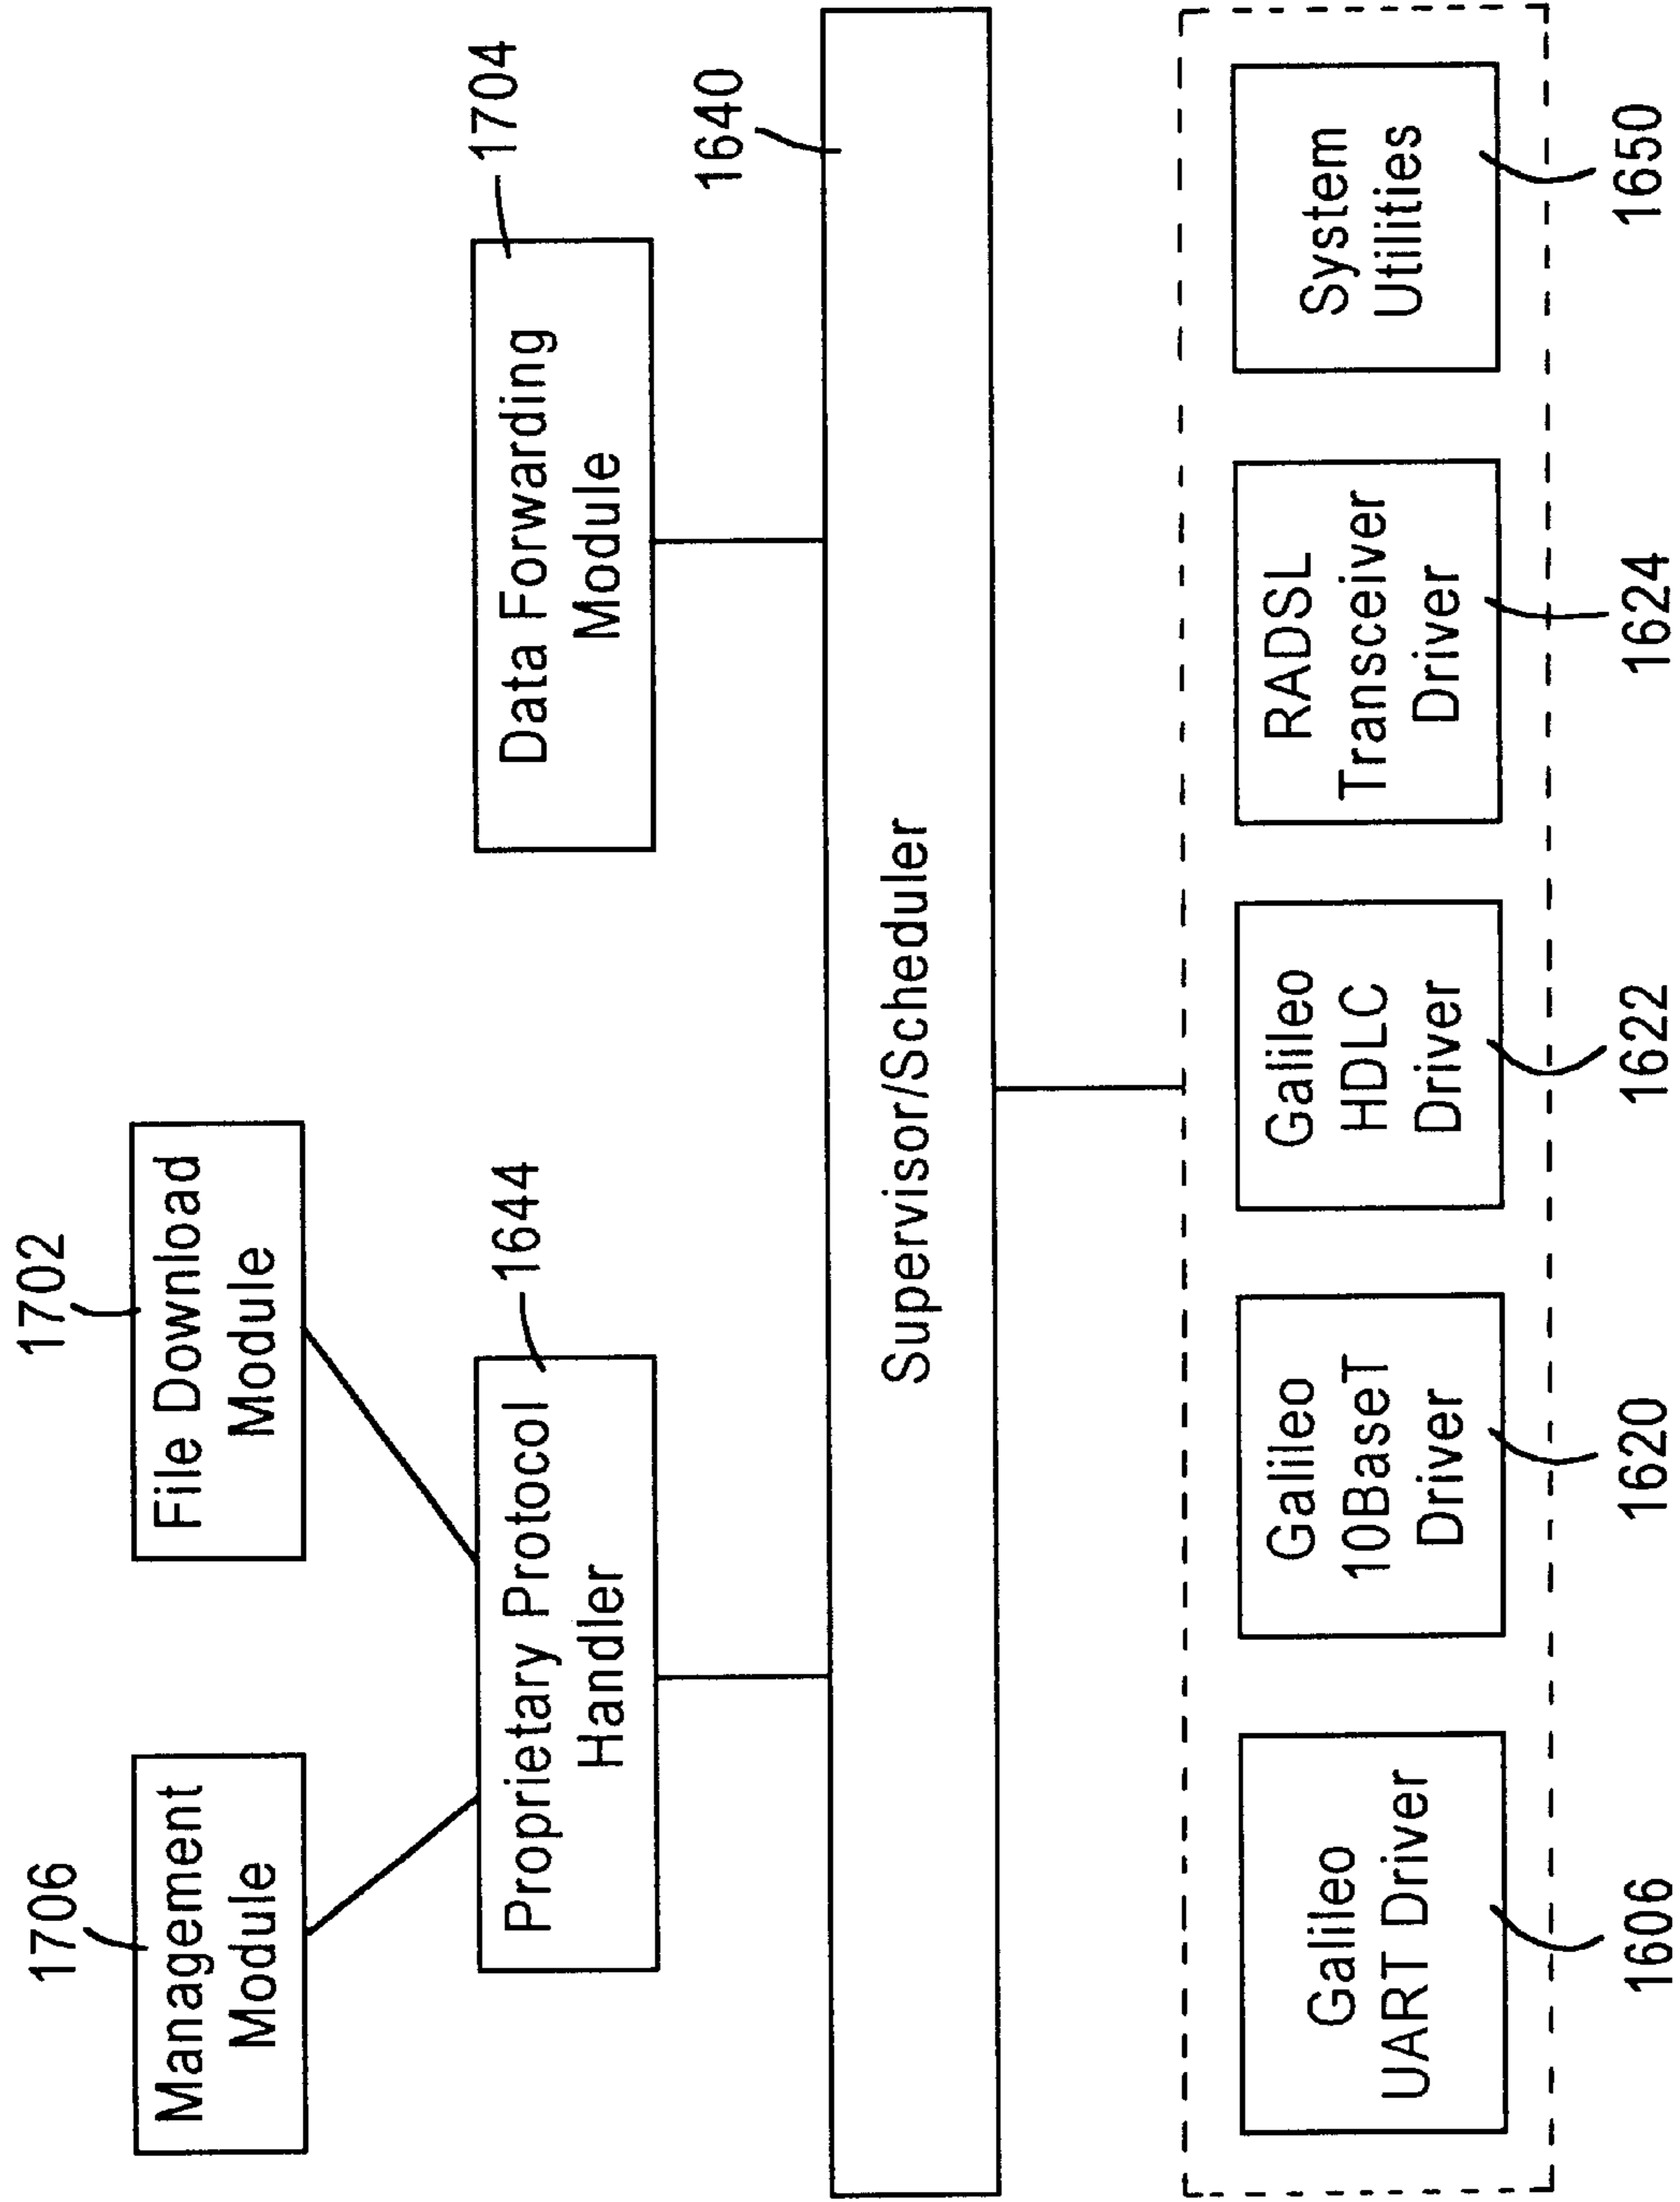 1706
Management
Module
1702
File Download
Module
Proprietary Protocol
Handler
1644
Data Forwarding
Module
1704
1640
Supervisor/Scheduler
Galileo
UART Driver
Galileo
10BaseT
Driver
Galileo
HDLC
Driver
RADSL
Transceiver
Driver
System
Utilities
1606
1620
1622
1624
1650